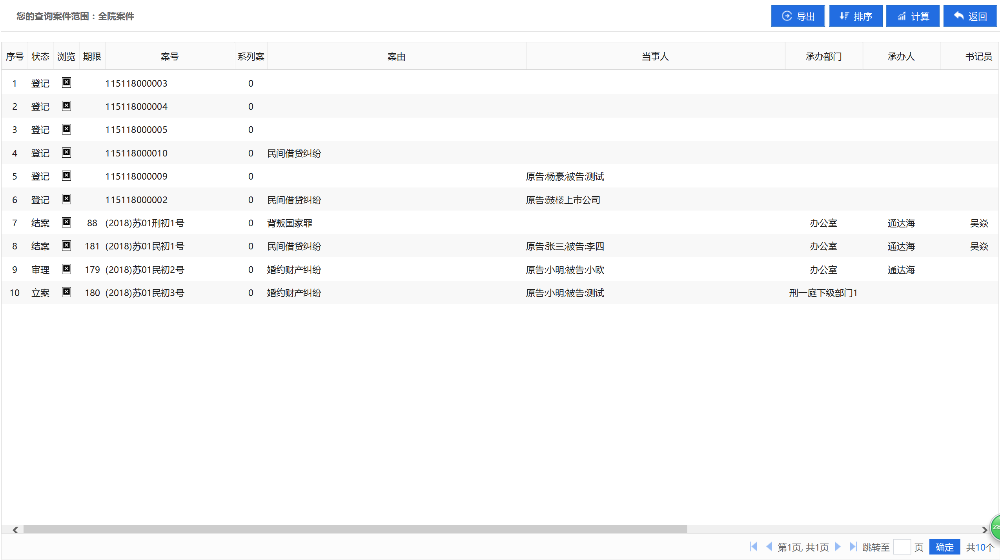 您的查询案件范围：全院案件
导出 排序 计算 返回
序号 状态 浏览 期限 案号 系列案 案由 当事人 承办部门 承办人 书记员
1 登记 115118000003 0
2 登记 115118000004 0
3 登记 115118000005 0
4 登记 115118000010 0 民间借贷纠纷
5 登记 115118000009 0 原告:杨豪;被告:测试
6 登记 115118000002 0 民间借贷纠纷 原告:鼓楼上市公司
7 结案 88 (2018)苏01刑初1号 0 背叛国家罪 办公室 通达海 吴焱
8 结案 181 (2018)苏01民初1号 0 民间借贷纠纷 原告:张三;被告:李四 办公室 通达海 吴焱
9 审理 179 (2018)苏01民初2号 0 婚约财产纠纷 原告:小明;被告:小欧 办公室 通达海
10 立案 180 (2018)苏01民初3号 0 婚约财产纠纷 原告:小明;被告:测试 刑一庭下级部门1
第1页, 共1页 跳转至 页 确定 共10个